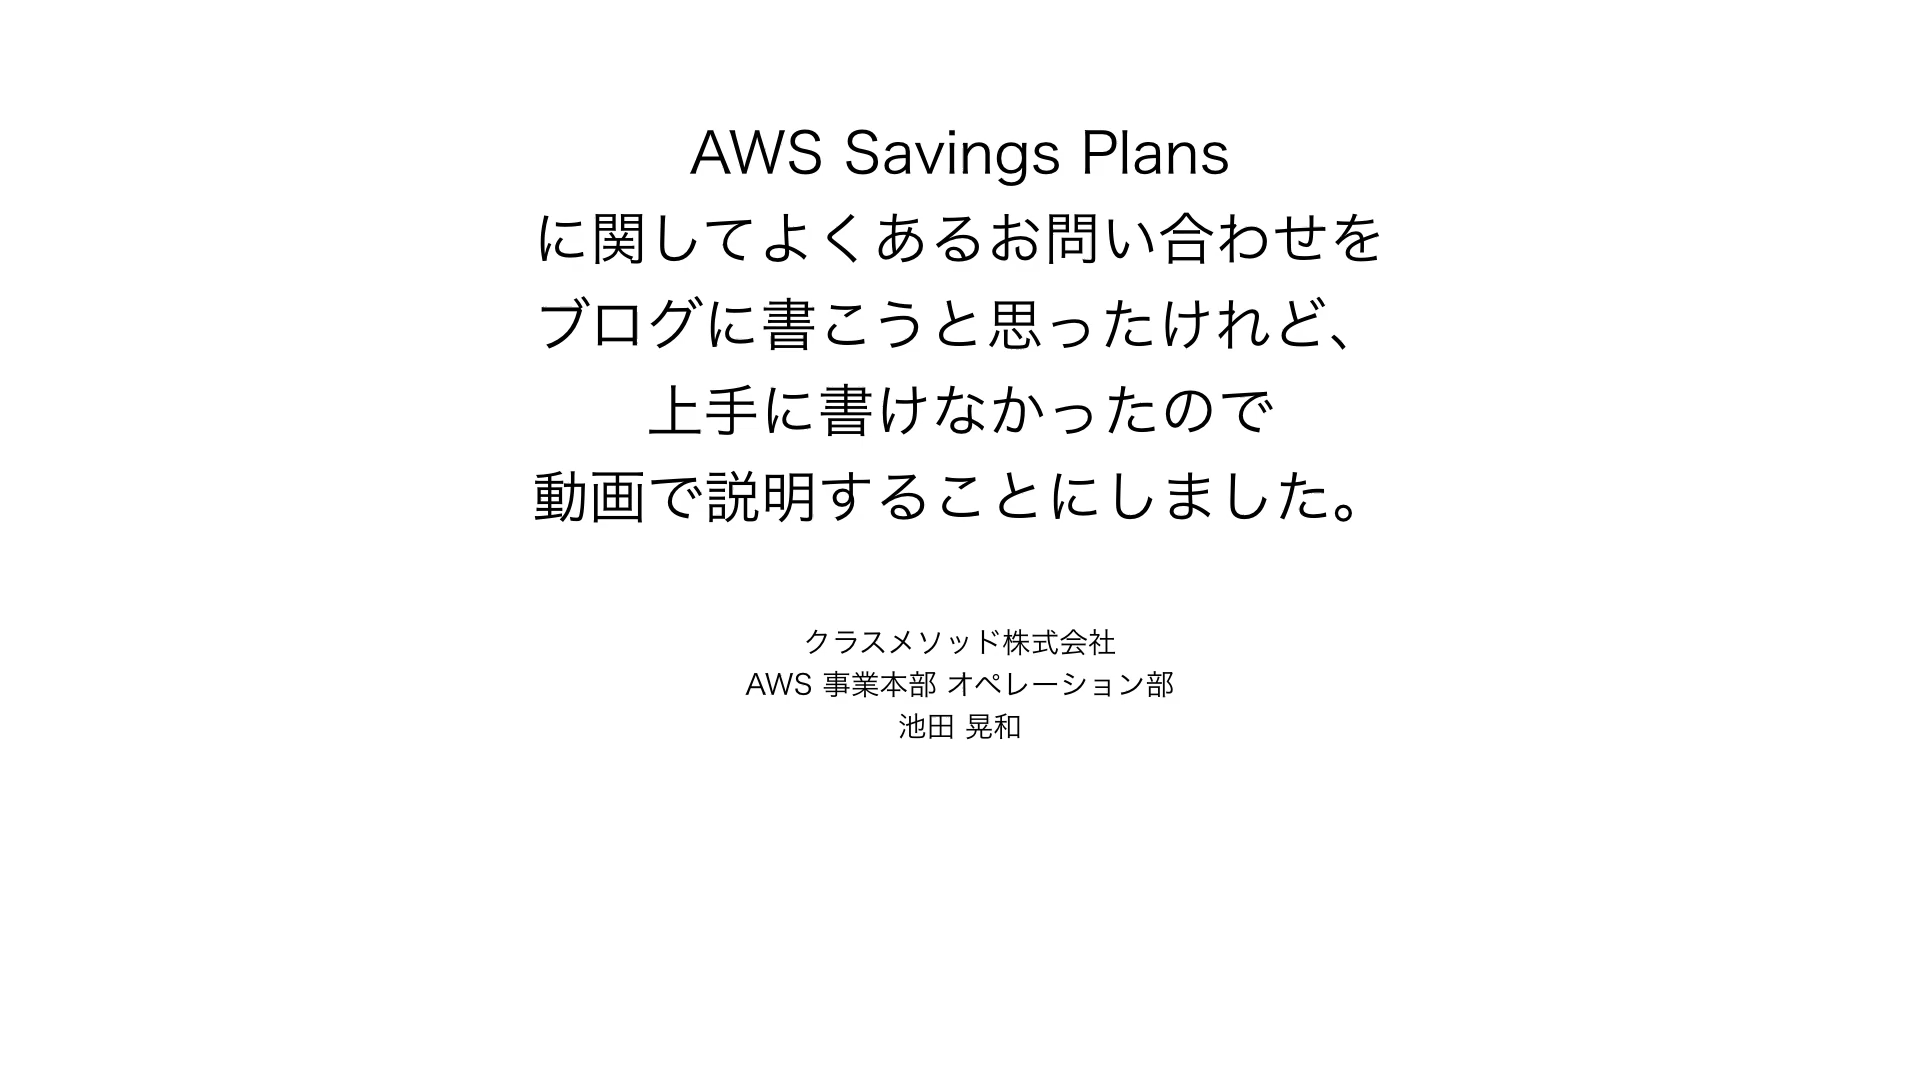 AWS Savings Plans
に関してよくあるお問い合わせを
ブログに書こうと思ったけれど、
上手に書けなかったので
動画で説明することにしました。
クラスメソッド株式会社
AWS 事業本部 オペレーション部
池田 晃和